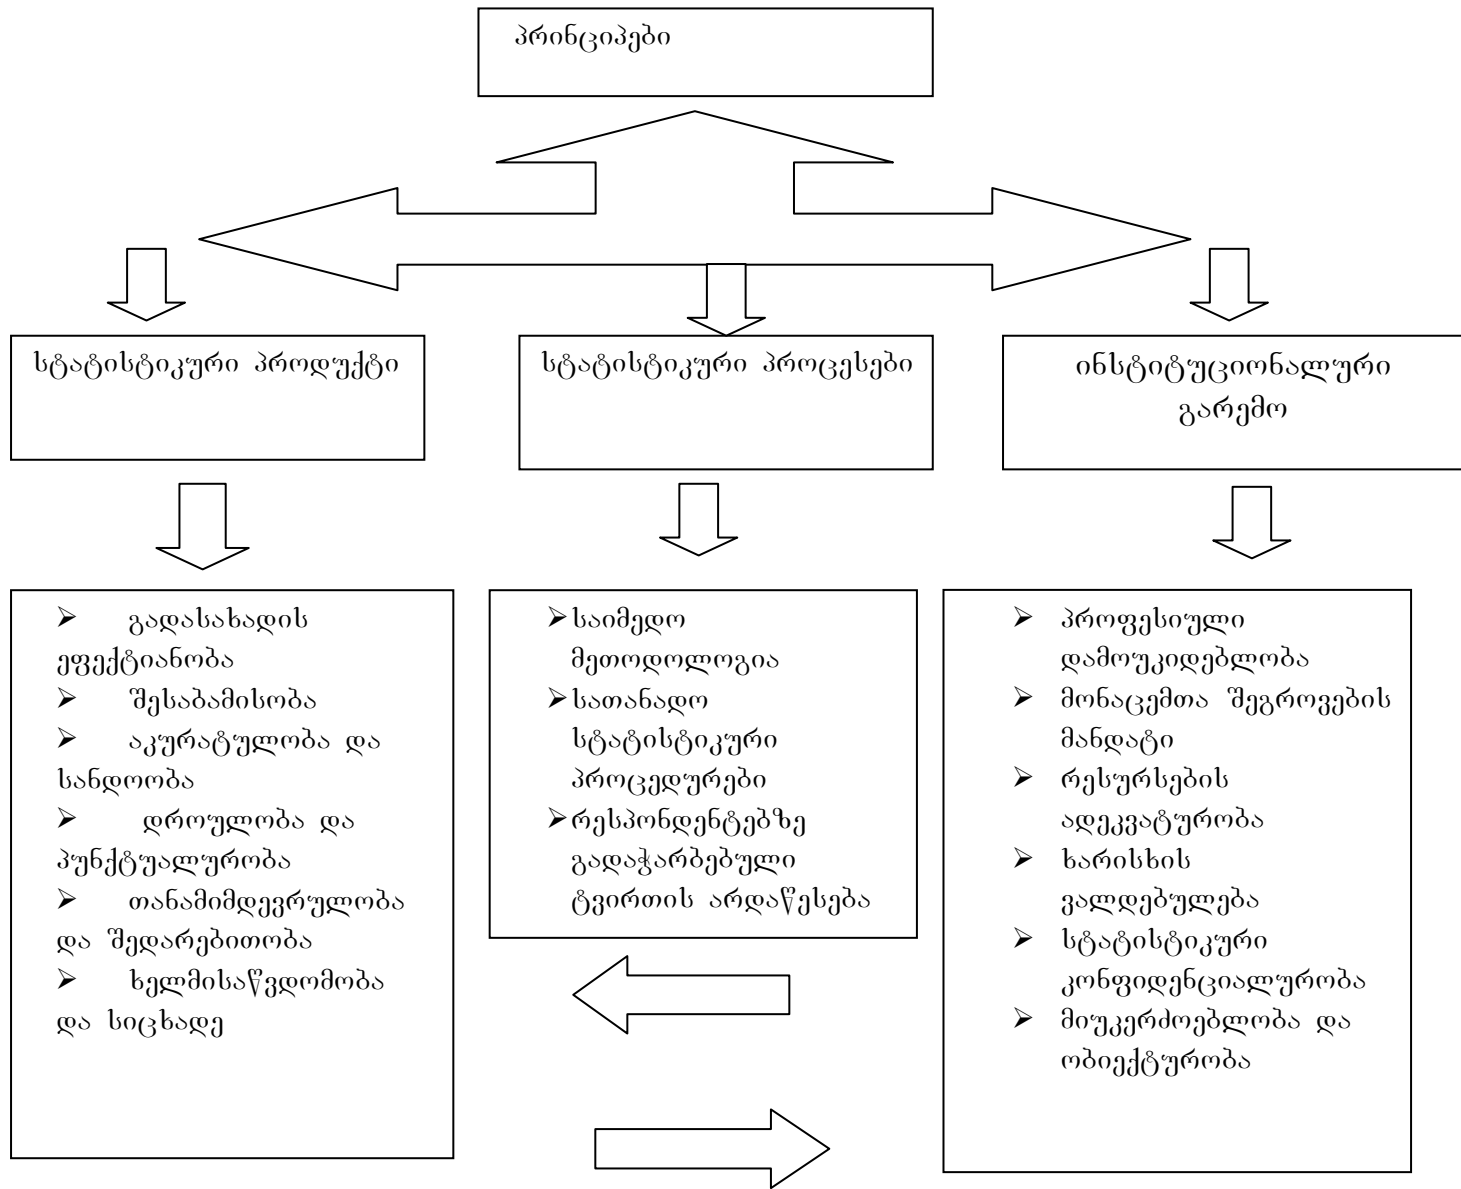 პრინციპები
სტატისტიკური პროდუქტი
სტატისტიკური პროცესები
ინსტიტუციონალური
გარემო
➢ გადასახადის
ეფექტიანობა
➢ შესაბამისობა
➢ აკურატულობა და
სანდოობა
➢ დროულობა და
პუნქტუალურობა
➢ თანამიმდევრულობა
და შედარებითობა
➢ ხელმისაწვდომობა
და სიცხადე
➢ საიმედო
მეთოდოლოგია
➢ სათანადო
სტატისტიკური
პროცედურები
➢ რესპონდენტებზე
გადაჭარბებული
ტვირთის არდაწესება
➢ პროფესიული
დამოუკიდებლობა
➢ მონაცემთა შეგროვების
მანდატი
➢ რესურსების
ადეკვატურობა
➢ ხარისხის
ვალდებულება
➢ სტატისტიკური
კონფიდენციალურობა
➢ მიუკერძოებლობა და
ობიექტურობა